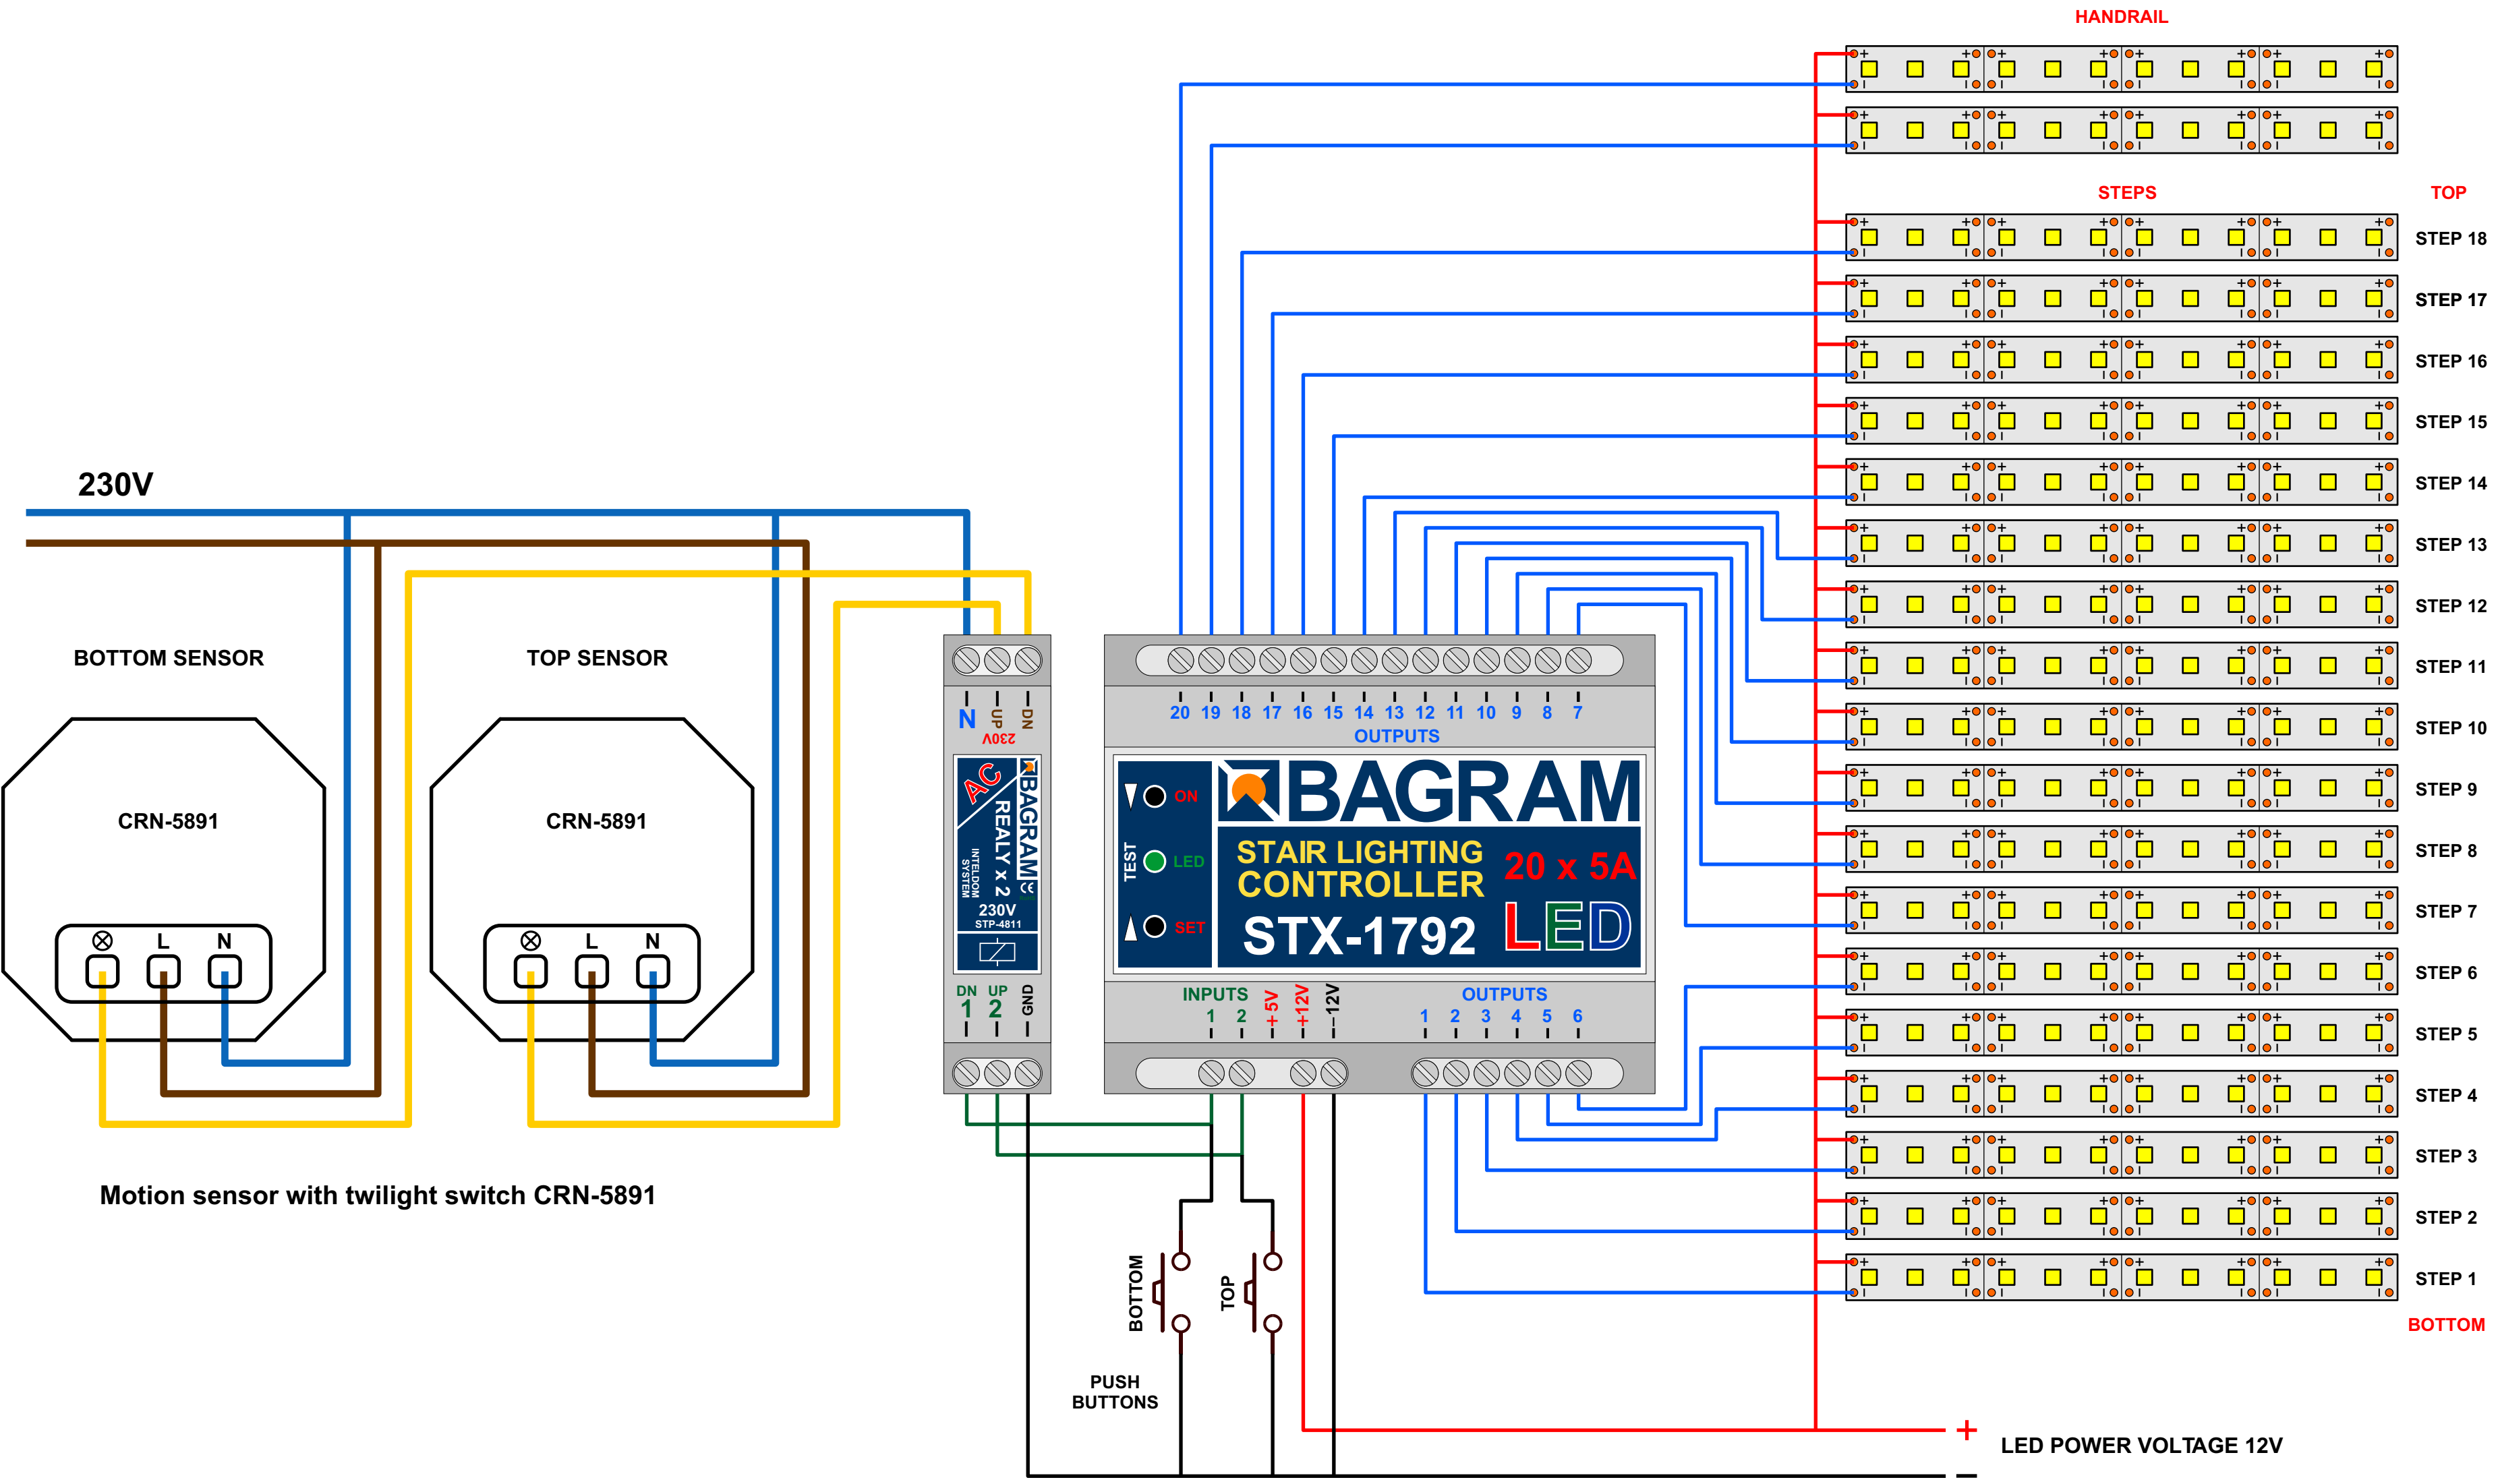 HANDRAIL
STEPS
TOP
STEP 18
STEP 17
STEP 16
STEP 15
STEP 14
STEP 13
STEP 12
STEP 11
STEP 10
STEP 9
STEP 8
STEP 7
STEP 6
STEP 5
STEP 4
STEP 3
STEP 2
STEP 1
BOTTOM
230V
BOTTOM SENSOR
TOP SENSOR
CRN-5891
CRN-5891
L N
L N
Motion sensor with twilight switch CRN-5891
N UP DN
230V
AC
BAGRAM CE
REALY x 2
INTELDOM
SYSTEM
230V
STP-4811
DN UP GND
1 2
20 19 18 17 16 15 14 13 12 11 10 9 8 7
OUTPUTS
ON
TEST
LED
SET
BAGRAM
STAIR LIGHTING
CONTROLLER
20 x 5A
STX-1792
LED
INPUTS
1 2 +5V +12V -12V
OUTPUTS
1 2 3 4 5 6
BOTTOM
TOP
PUSH
BUTTONS
+
LED POWER VOLTAGE 12V
–